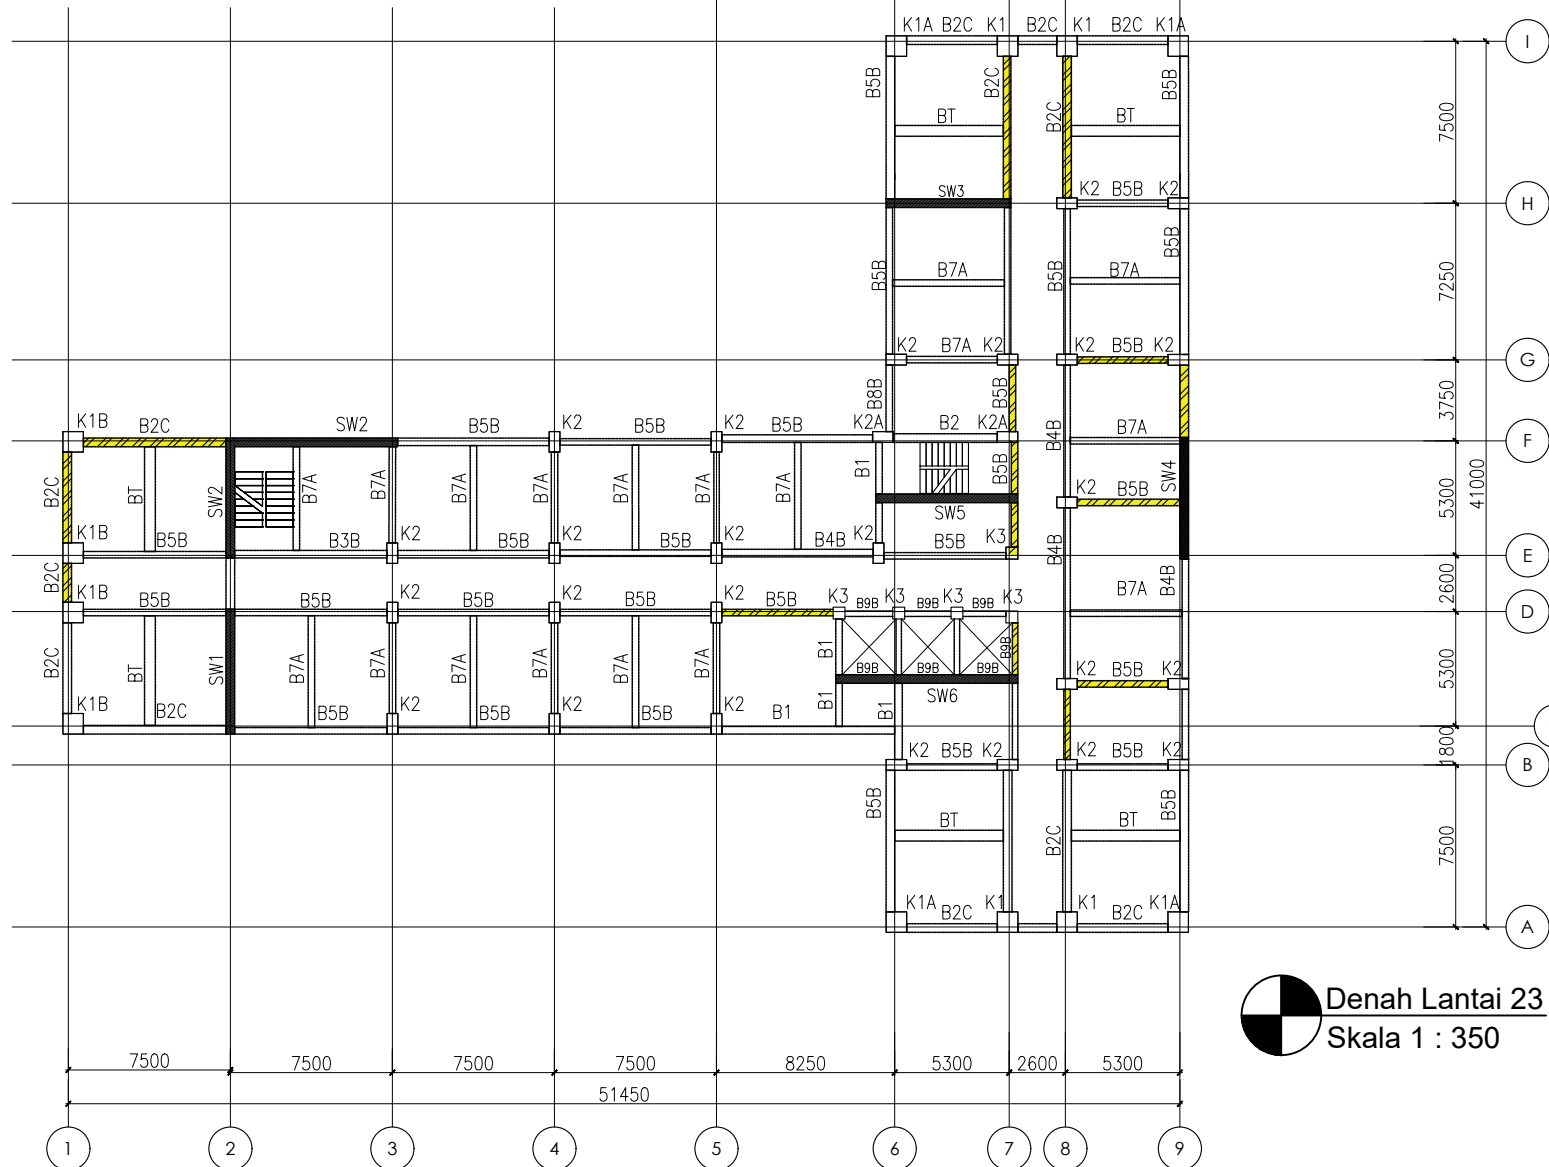 K1A B2C K1 B2C K1 B2C K1A
I
B5B B2C B2C B5B
BT BT
7500
SW3 K2 B5B K2
H
B5B B7A B5B B7A B5B
7250
K2 B7A K2 K2 B5B K2
G
B8B B5B
3750
K1B B2C SW2 B5B K2 B5B K2 B5B K2A B2 K2A B4B B7A
F
B2C BT SW2 B7A B7A B7A B7A B7A B7A B1 B5B SW4
K2 B5B
SW5
5300
41000
K1B B5B B3B K2 B5B K2 B5B K2 B4B B5B K3 B4B
E
B2C B7A B4B
2600
K1B B5B B5B K2 B5B K2 B5B K2 B5B K3 B9B K3 B9B K3 B9B K3
D
B2C BT SW1 B7A B7A B7A B7A B7A B1 B9B B9B B9B B9B
SW6
K2 B5B K2
5300
K1B B2C B5B K2 B5B K2 B5B K2 B1 B1 B1
K2 B5B K2 K2 B5B K2
1800
B
B5B BT B2C BT B5B
7500
K1A B2C K1 K1 B2C K1A
A
Denah Lantai 23
Skala 1 : 350
7500 7500 7500 7500 8250 5300 2600 5300
51450
1 2 3 4 5 6 7 8 9